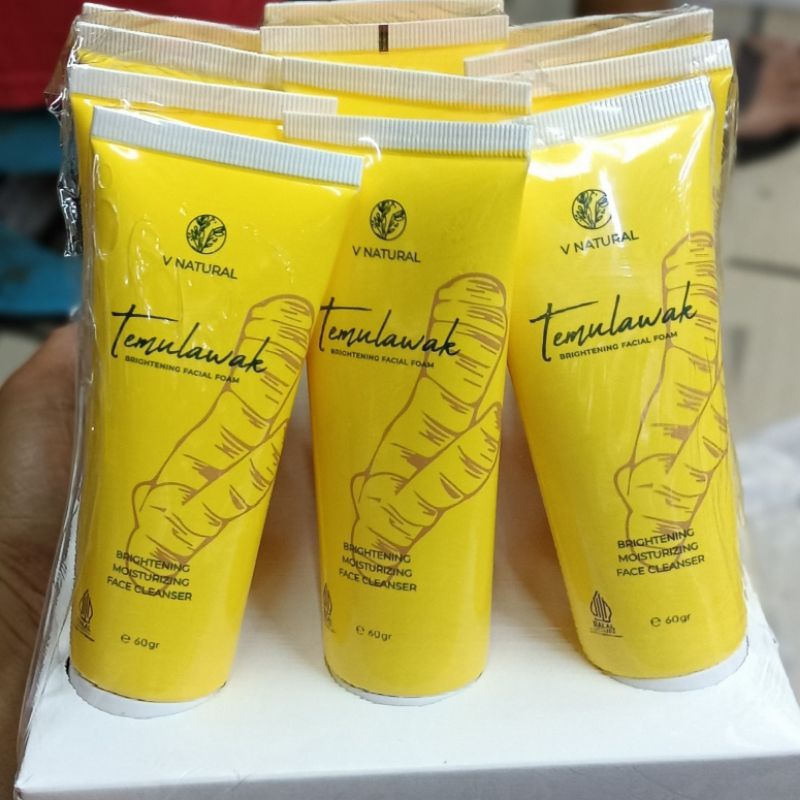 V NATURAL
Temulawak
BRIGHTENING FACIAL FOAM
BRIGHTENING
MOISTURIZING
FACE CLEANSER
e 60gr
V NATURAL
Temulawak
BRIGHTENING FACIAL FOAM
BRIGHTENING
MOISTURIZING
FACE CLEANSER
e 60gr
V NATURAL
Temulawak
BRIGHTENING FACIAL FOAM
BRIGHTENING
MOISTURIZING
FACE CLEANSER
HALAL
e 60gr